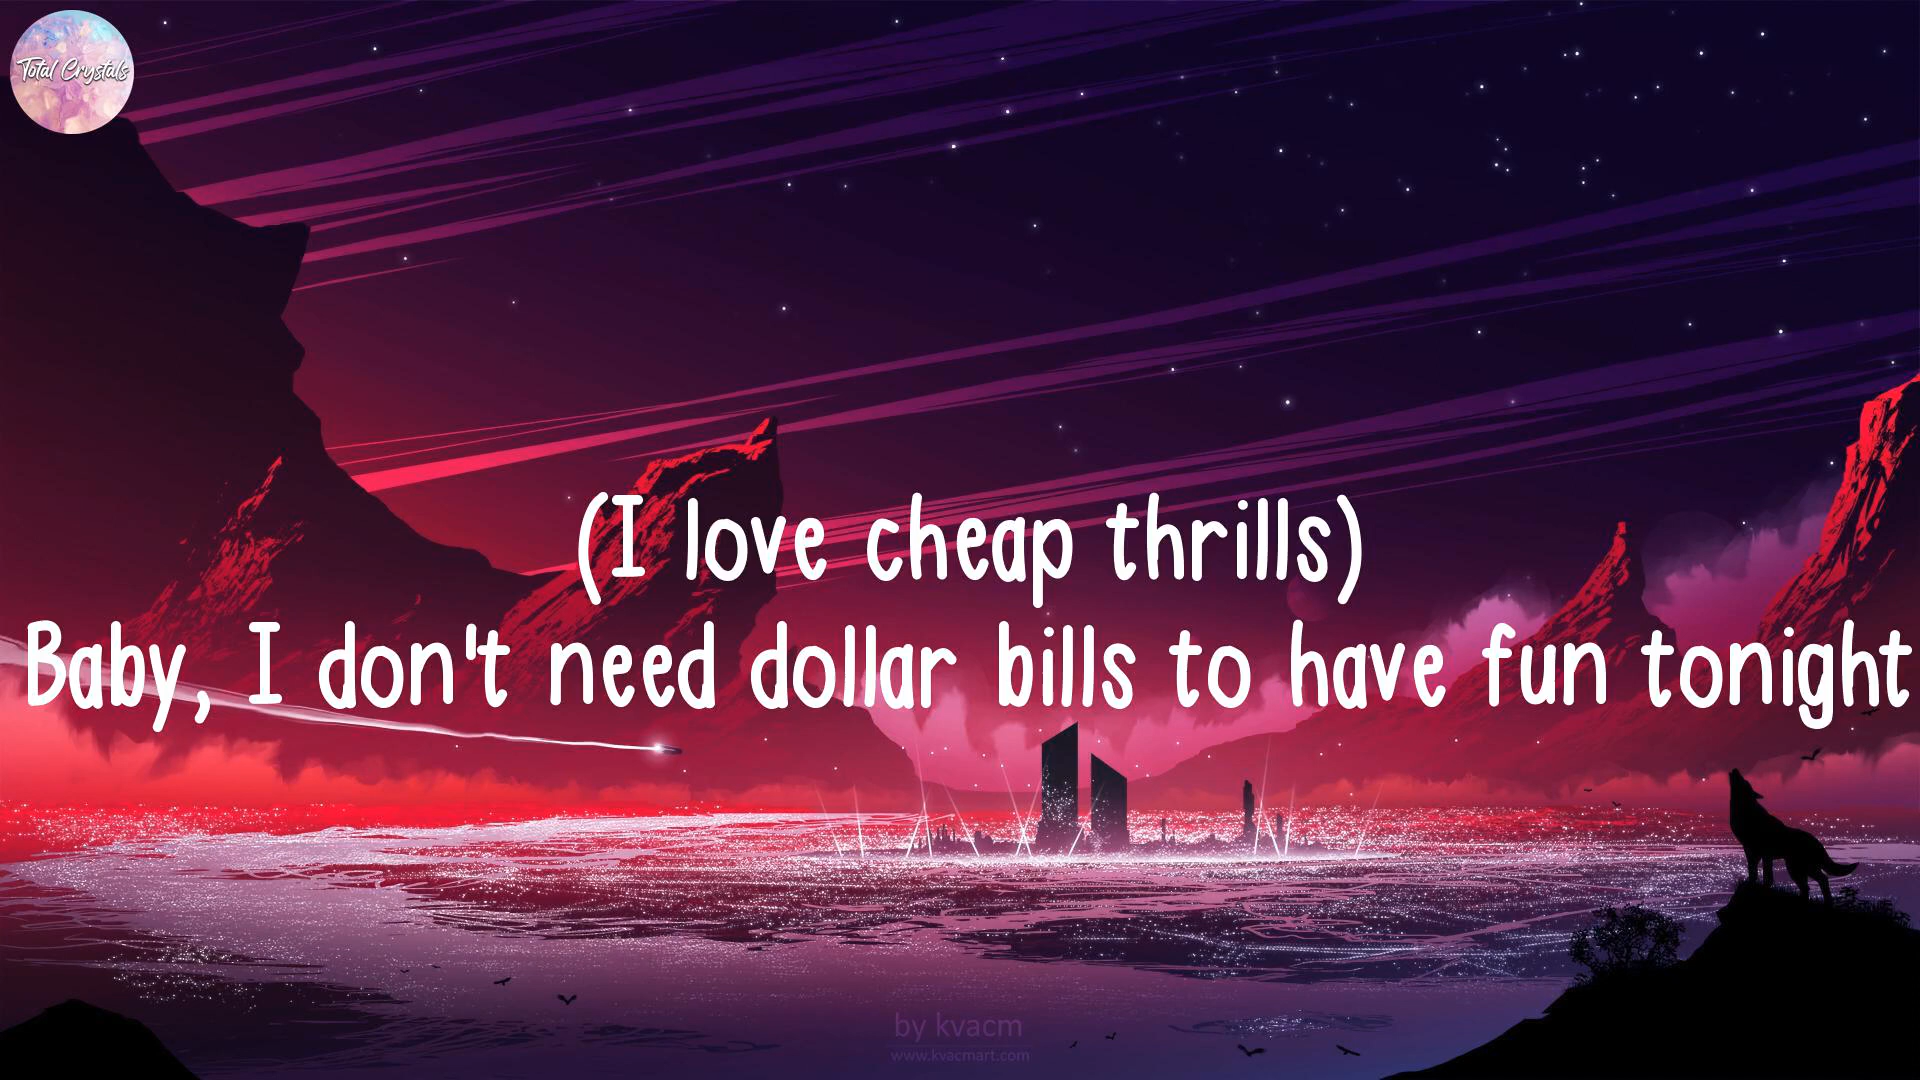 Total Crystals
(I love cheap thrills)
Baby, I don't need dollar bills to have fun tonight
by kvacm
www.kvacmart.com